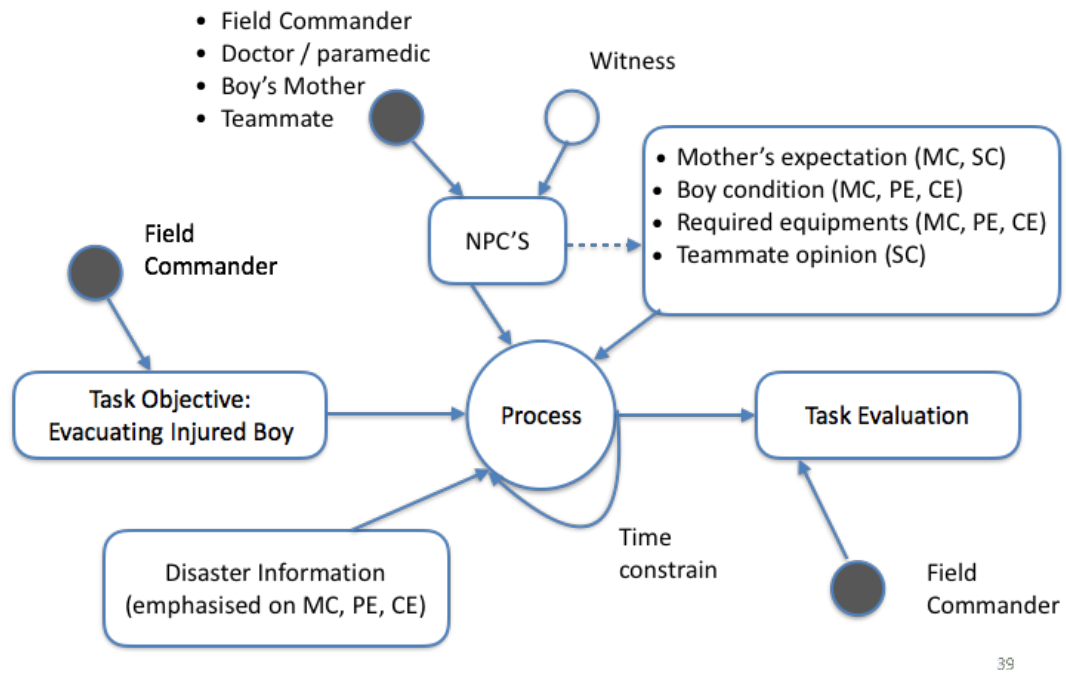 • Field Commander
• Doctor / paramedic
• Boy's Mother
• Teammate
Witness
• Mother's expectation (MC, SC)
• Boy condition (MC, PE, CE)
• Required equipments (MC, PE, CE)
• Teammate opinion (SC)
NPC'S
Field
Commander
Task Objective:
Evacuating Injured Boy
Process
Task Evaluation
Time
constrain
Disaster Information
(emphasised on MC, PE, CE)
Field
Commander
39